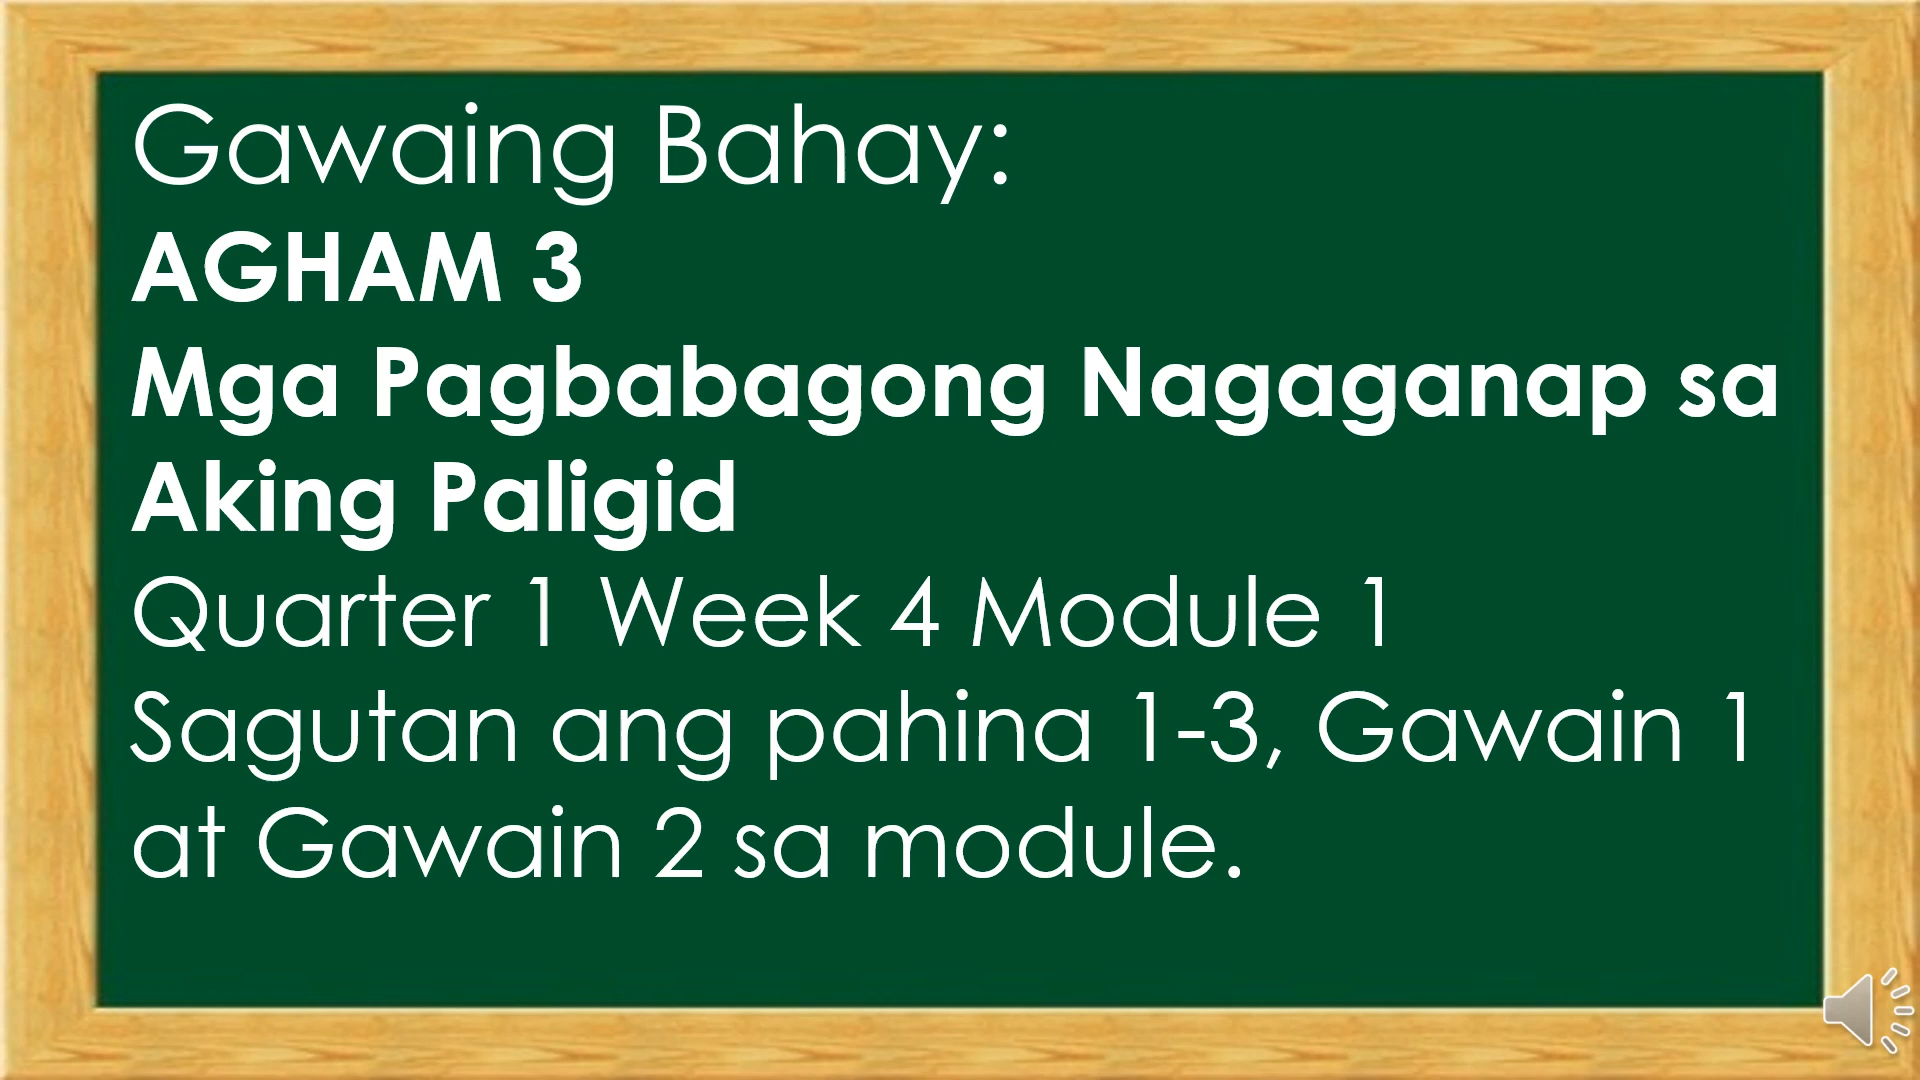 Gawaing Bahay:
AGHAM 3
Mga Pagbabagong Nagaganap sa
Aking Paligid
Quarter 1 Week 4 Module 1
Sagutan ang pahina 1-3, Gawain 1
at Gawain 2 sa module.